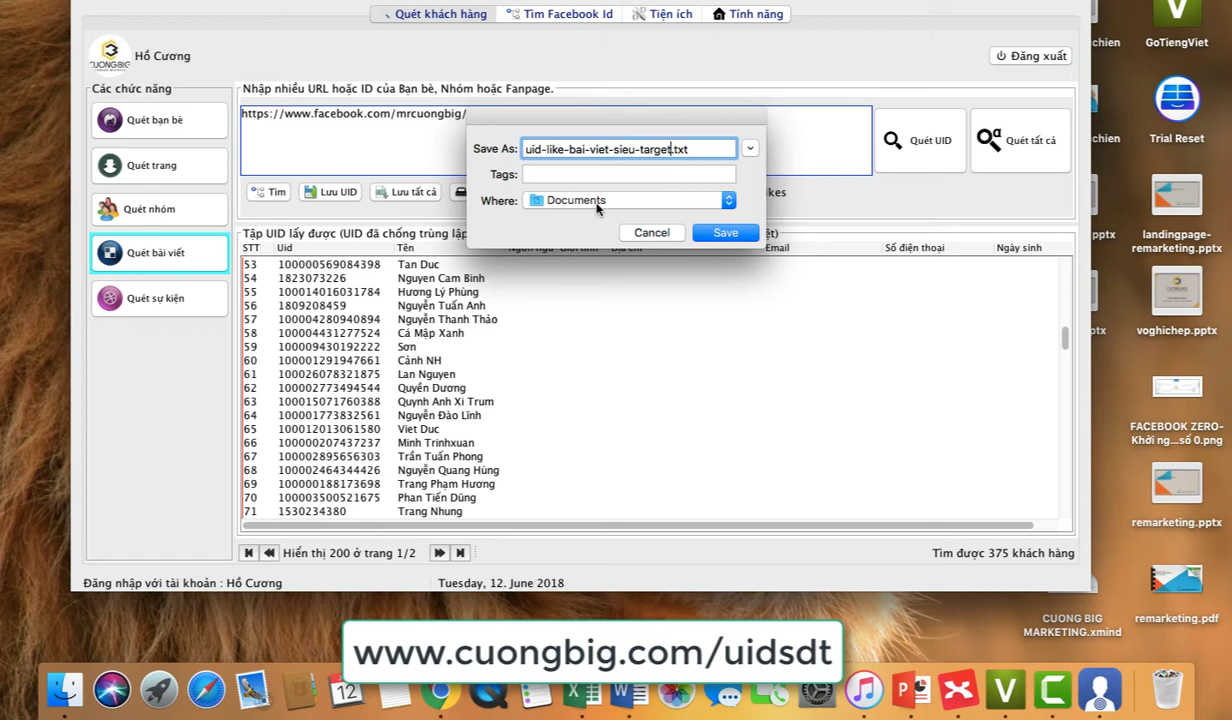 Quét khách hàng
Tìm Facebook Id
Tiện ích
Tính năng
CUONGBIG
Hồ Cương
Đăng xuất
Các chức năng
Quét bạn bè
Quét trang
Quét nhóm
Quét bài viết
Quét sự kiện
Nhập nhiều URL hoặc ID của Bạn bè, Nhóm hoặc Fanpage.
https://www.facebook.com/mrcuongbig/
Quét UID
Quét tất cả
Tìm
Lưu UID
Lưu tất cả
Save As: uid-like-bai-viet-sieu-target.txt
Tags:
Where: Documents
Cancel
Save
Tập UID lấy được (UID đã chống trùng lặp
STT Uid Tên Email Số điện thoại Ngày sinh
53 100000569084398 Tan Duc
54 1823073226 Nguyen Cam Binh
55 100014016031784 Hương Lý Phùng
56 1809208459 Nguyễn Tuấn Anh
57 100004280940894 Nguyễn Thanh Thảo
58 100004431277524 Cá Mập Xanh
59 100009430192222 Sơn
60 100001291947661 Cảnh NH
61 100026078321875 Lan Nguyen
62 100002773494544 Quyền Dương
63 100015071760388 Quynh Anh Xi Trum
64 100001773832561 Nguyễn Đào Lĩnh
65 100012013061580 Viet Duc
66 100000207437237 Minh Trinhxuan
67 100002895656303 Trần Tuấn Phong
68 100002464344426 Nguyễn Quang Hùng
69 100000188173698 Trang Phạm Hương
70 100003500521675 Phan Tiến Dũng
71 1530234380 Trang Nhung
Hiển thị 200 ở trang 1/2
Tìm được 375 khách hàng
Đăng nhập với tài khoản : Hồ Cương
Tuesday, 12. June 2018
GoTiengViet
Trial Reset
landingpage-remarketing.pptx
voghichep.pptx
FACEBOOK ZERO-Khởi ng...số 0.png
remarketing.pptx
CUONG BIG MARKETING.xmind
remarketing.pdf
www.cuongbig.com/uidsdt
12